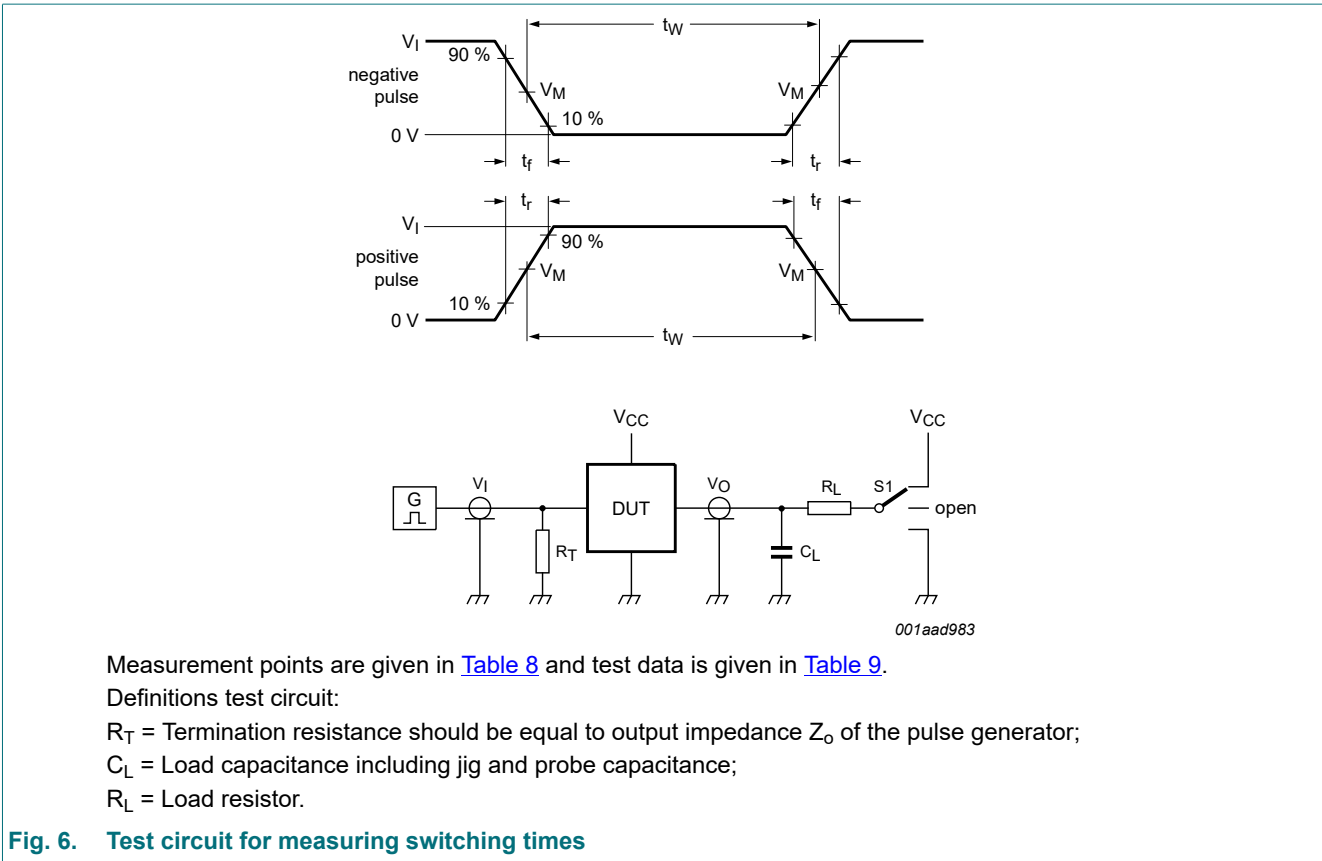 tW
VI
90 %
negative
pulse
VM
VM
10 %
0 V
tf
tr
tr
tf
VI
90 %
positive
pulse
VM
VM
10 %
0 V
tW
VCC
VCC
G
VI
DUT
VO
RL
S1
open
RT
CL
001aad983
Measurement points are given in Table 8 and test data is given in Table 9.
Definitions test circuit:
RT = Termination resistance should be equal to output impedance Zo of the pulse generator;
CL = Load capacitance including jig and probe capacitance;
RL = Load resistor.
Fig. 6. Test circuit for measuring switching times